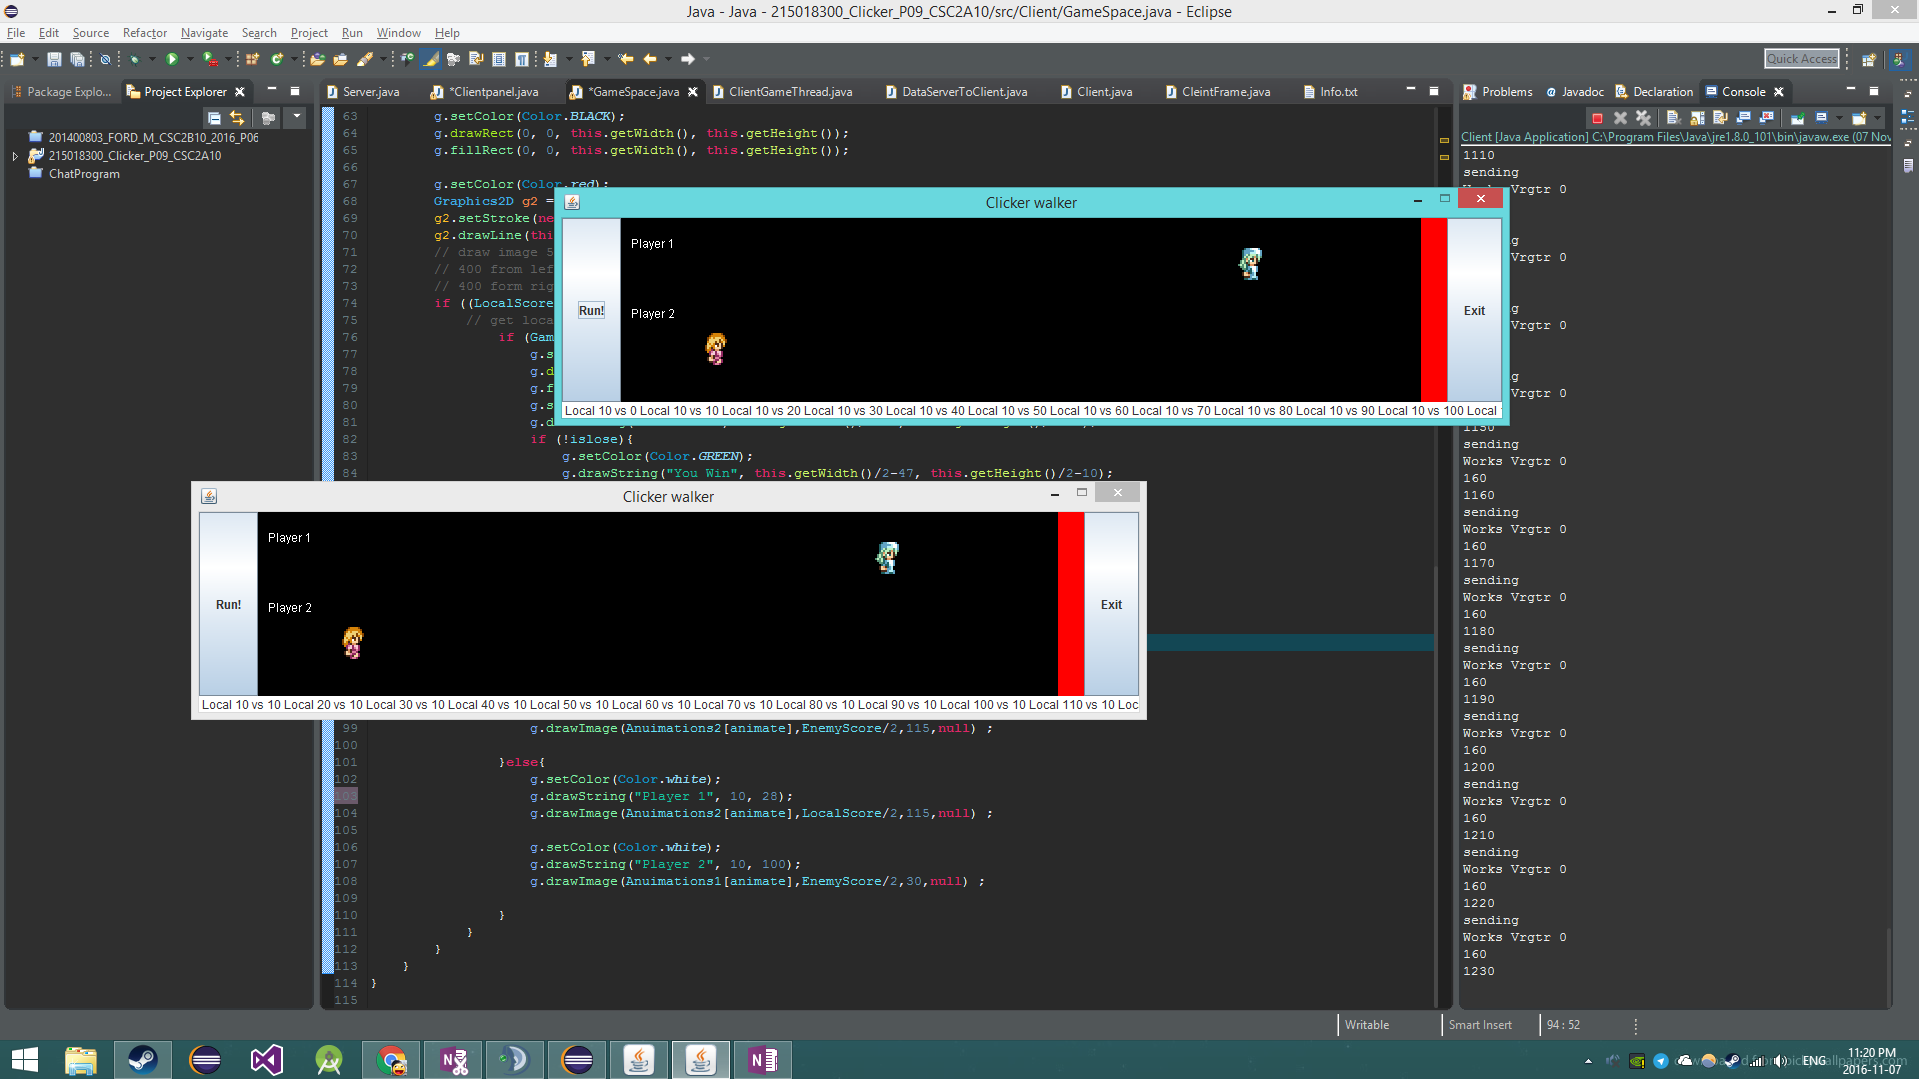 Java - Java - 215018300_Clicker_P09_CSC2A10/src/Client/GameSpace.java - Eclipse
File Edit Source Refactor Navigate Search Project Run Window Help
Quick Access
Package Explo... Project Explorer
201400803_FORD_M_CSC2B10_2016_P06
215018300_Clicker_P09_CSC2A10
ChatProgram
Server.java *Clientpanel.java *GameSpace.java ClientGameThread.java DataServerToClient.java Client.java CleintFrame.java Info.txt
63 g.setColor(Color.BLACK);
64 g.drawRect(0, 0, this.getWidth(), this.getHeight());
65 g.fillRect(0, 0, this.getWidth(), this.getHeight());
66
67 g.setColor(Color.red);
68 Graphics2D g2 =
69 g2.setStroke(ne
70 g2.drawLine(thi
71 // draw image 5
72 // 400 from lef
73 // 400 form rig
74 if ((LocalScore
75 // get loca
76 if (Gam
77 g.s
78 g.d
79 g.f
80 g.s
81 g.d
82 if (!islose){
83 g.setColor(Color.GREEN);
84 g.drawString("You Win", this.getWidth()/2-47, this.getHeight()/2-10);
Clicker walker
Run!
Player 1
Player 2
Exit
Local 10 vs 0 Local 10 vs 10 Local 10 vs 20 Local 10 vs 30 Local 10 vs 40 Local 10 vs 50 Local 10 vs 60 Local 10 vs 70 Local 10 vs 80 Local 10 vs 90 Local 10 vs 100 Local
Clicker walker
Run!
Player 1
Player 2
Exit
Local 10 vs 10 Local 20 vs 10 Local 30 vs 10 Local 40 vs 10 Local 50 vs 10 Local 60 vs 10 Local 70 vs 10 Local 80 vs 10 Local 90 vs 10 Local 100 vs 10 Local 110 vs 10 Loc
99 g.drawImage(Anuimations2[animate],EnemyScore/2,115,null) ;
100
101 }else{
102 g.setColor(Color.white);
103 g.drawString("Player 1", 10, 28);
104 g.drawImage(Anuimations2[animate],LocalScore/2,115,null) ;
105
106 g.setColor(Color.white);
107 g.drawString("Player 2", 10, 100);
108 g.drawImage(Anuimations1[animate],EnemyScore/2,30,null) ;
109
110 }
111 }
112 }
113 }
114 }
115
Problems Javadoc Declaration Console
Client [Java Application] C:\Program Files\Java\jre1.8.0_101\bin\javaw.exe (07 Nov
1110
sending
Vrgtr 0
g
Vrgtr 0
g
Vrgtr 0
g
Vrgtr 0
1150
sending
Works Vrgtr 0
160
1160
sending
Works Vrgtr 0
160
1170
sending
Works Vrgtr 0
160
1180
sending
Works Vrgtr 0
160
1190
sending
Works Vrgtr 0
160
1200
sending
Works Vrgtr 0
160
1210
sending
Works Vrgtr 0
160
1220
sending
Works Vrgtr 0
160
1230
Writable Smart Insert 94 : 52
ENG
11:20 PM
2016-11-07